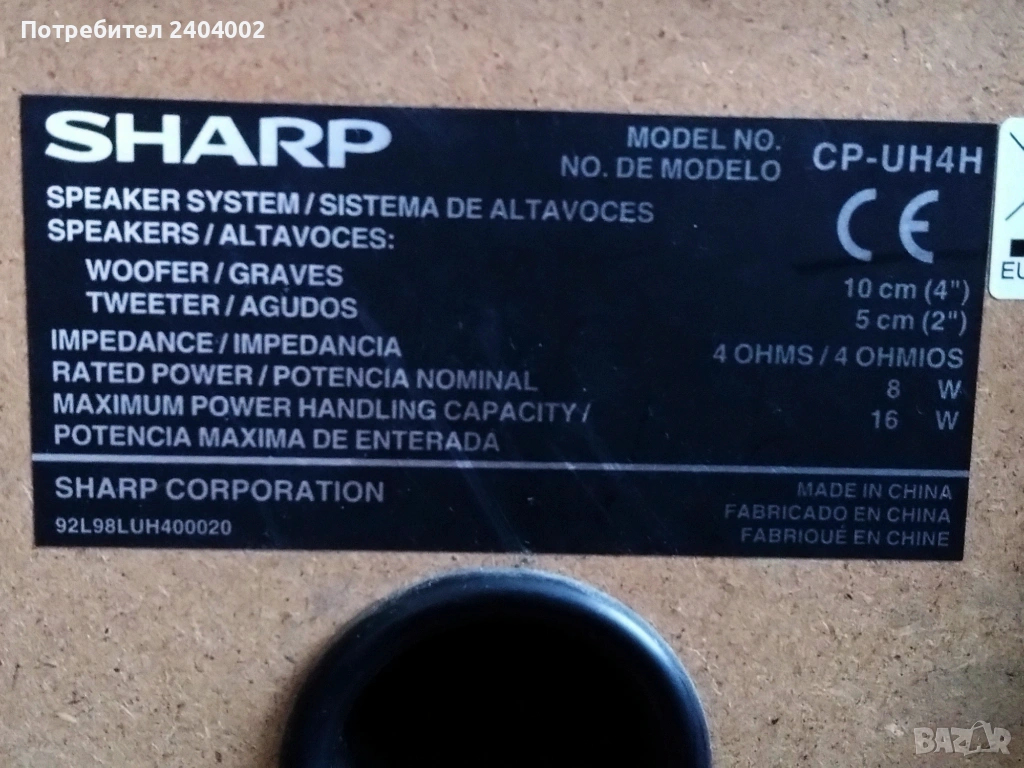 Потребител 2404002
SHARP
MODEL NO.
NO. DE MODELO
CP-UH4H
SPEAKER SYSTEM / SISTEMA DE ALTAVOCES
SPEAKERS / ALTAVOCES:
WOOFER / GRAVES 10 cm (4")
TWEETER / AGUDOS 5 cm (2")
IMPEDANCE / IMPEDANCIA 4 OHMS / 4 OHMIOS
RATED POWER / POTENCIA NOMINAL 8 W
MAXIMUM POWER HANDLING CAPACITY / 16 W
POTENCIA MAXIMA DE ENTERADA
CE
EU
SHARP CORPORATION
92L98LUH400020
MADE IN CHINA
FABRICADO EN CHINA
FABRIQUÉ EN CHINE
BAZAR